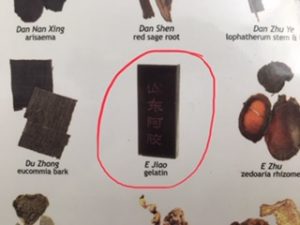 Dan Nan Xing
arisaema
Dan Shen
red sage root
Dan Zhu Ye
lophatherum stem &
Du Zhong
eucommia bark
山东阿胶
E Jiao
gelatin
E Zhu
zedoaria rhizome